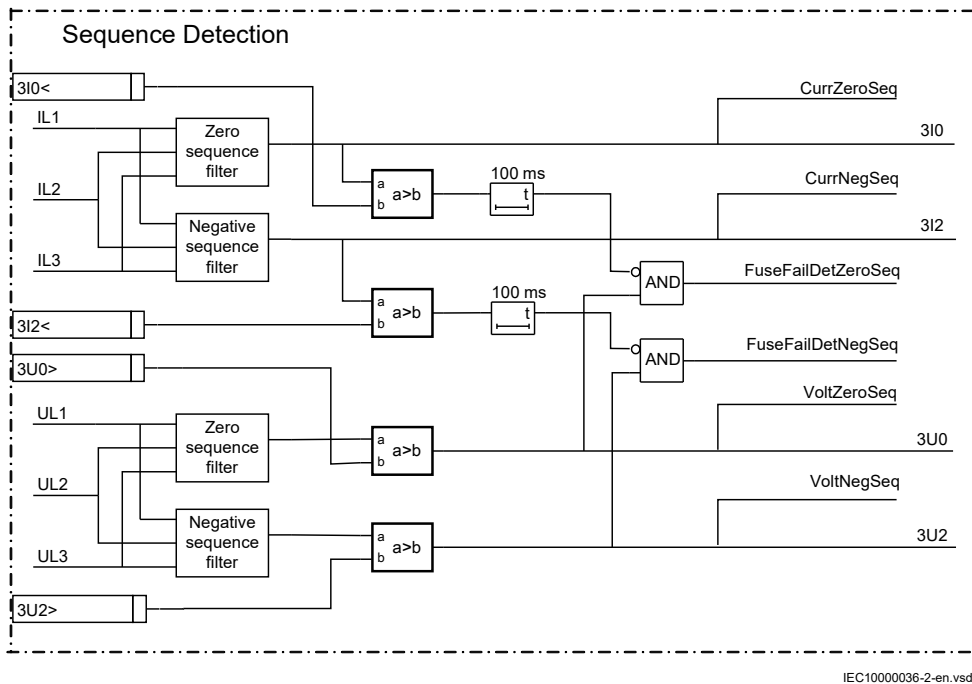 Sequence Detection
3I0<
CurrZeroSeq
IL1
Zero
sequence
filter
3I0
100 ms
a
b
a>b
t
CurrNegSeq
IL2
Negative
sequence
filter
3I2
IL3
FuseFailDetZeroSeq
AND
100 ms
a
b
a>b
t
3I2<
FuseFailDetNegSeq
AND
3U0>
VoltZeroSeq
UL1
Zero
sequence
filter
a
b
a>b
3U0
UL2
VoltNegSeq
Negative
sequence
filter
a
b
a>b
3U2
UL3
3U2>
IEC10000036-2-en.vsd